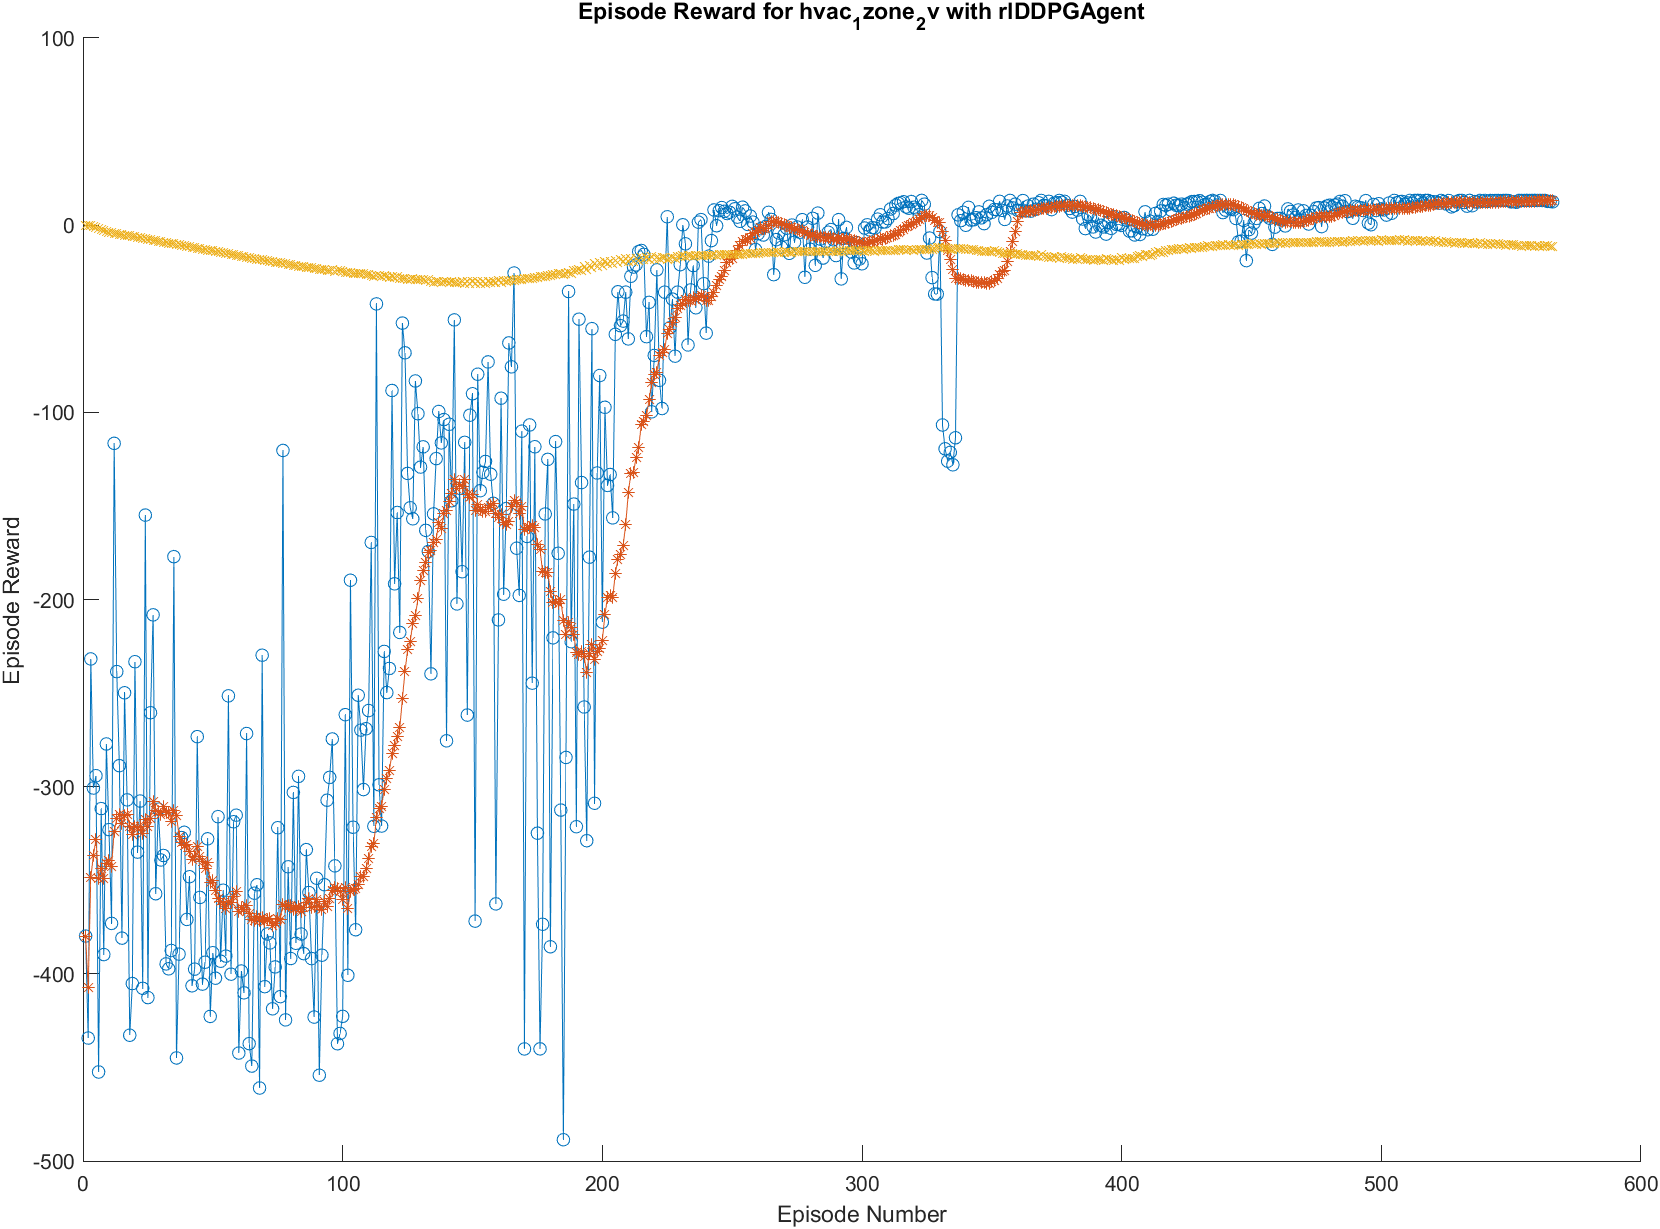 Episode Reward for hvac₁zone₂v with rlDDPGAgent
100
0
-100
-200
-300
-400
-500
Episode Reward
0 100 200 300 400 500 600
Episode Number